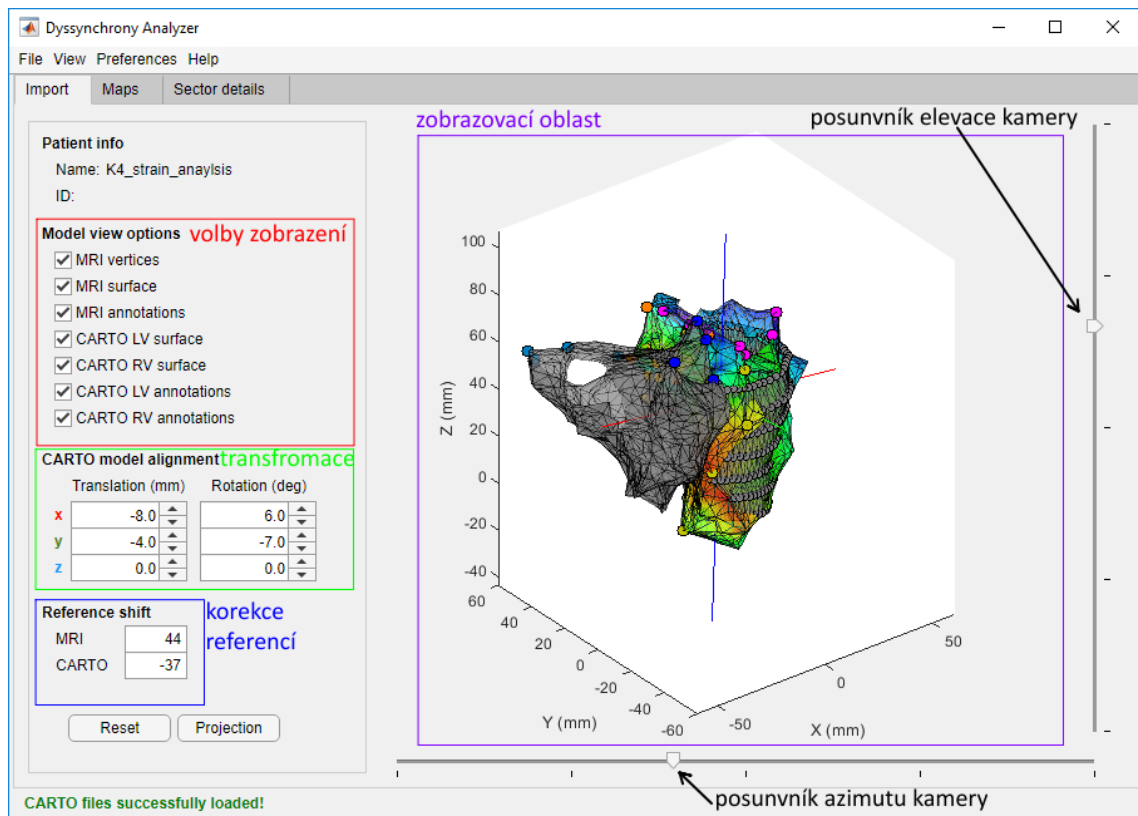 Dyssynchrony Analyzer
File View Preferences Help
Import Maps Sector details
Patient info
Name: K4_strain_anaylsis
ID:
Model view options volby zobrazení
MRI vertices
MRI surface
MRI annotations
CARTO LV surface
CARTO RV surface
CARTO LV annotations
CARTO RV annotations
CARTO model alignment transfromace
Translation (mm) Rotation (deg)
x -8.0 6.0
y -4.0 -7.0
z 0.0 0.0
Reference shift korekce
referencí
MRI 44
CARTO -37
Reset Projection
CARTO files successfully loaded!
zobrazovací oblast
posunvník elevace kamery
100
80
60
40
20
0
-20
-40
Z (mm)
60
40
20
0
-20
-40
-60
Y (mm)
-50
0
50
X (mm)
posunvník azimutu kamery